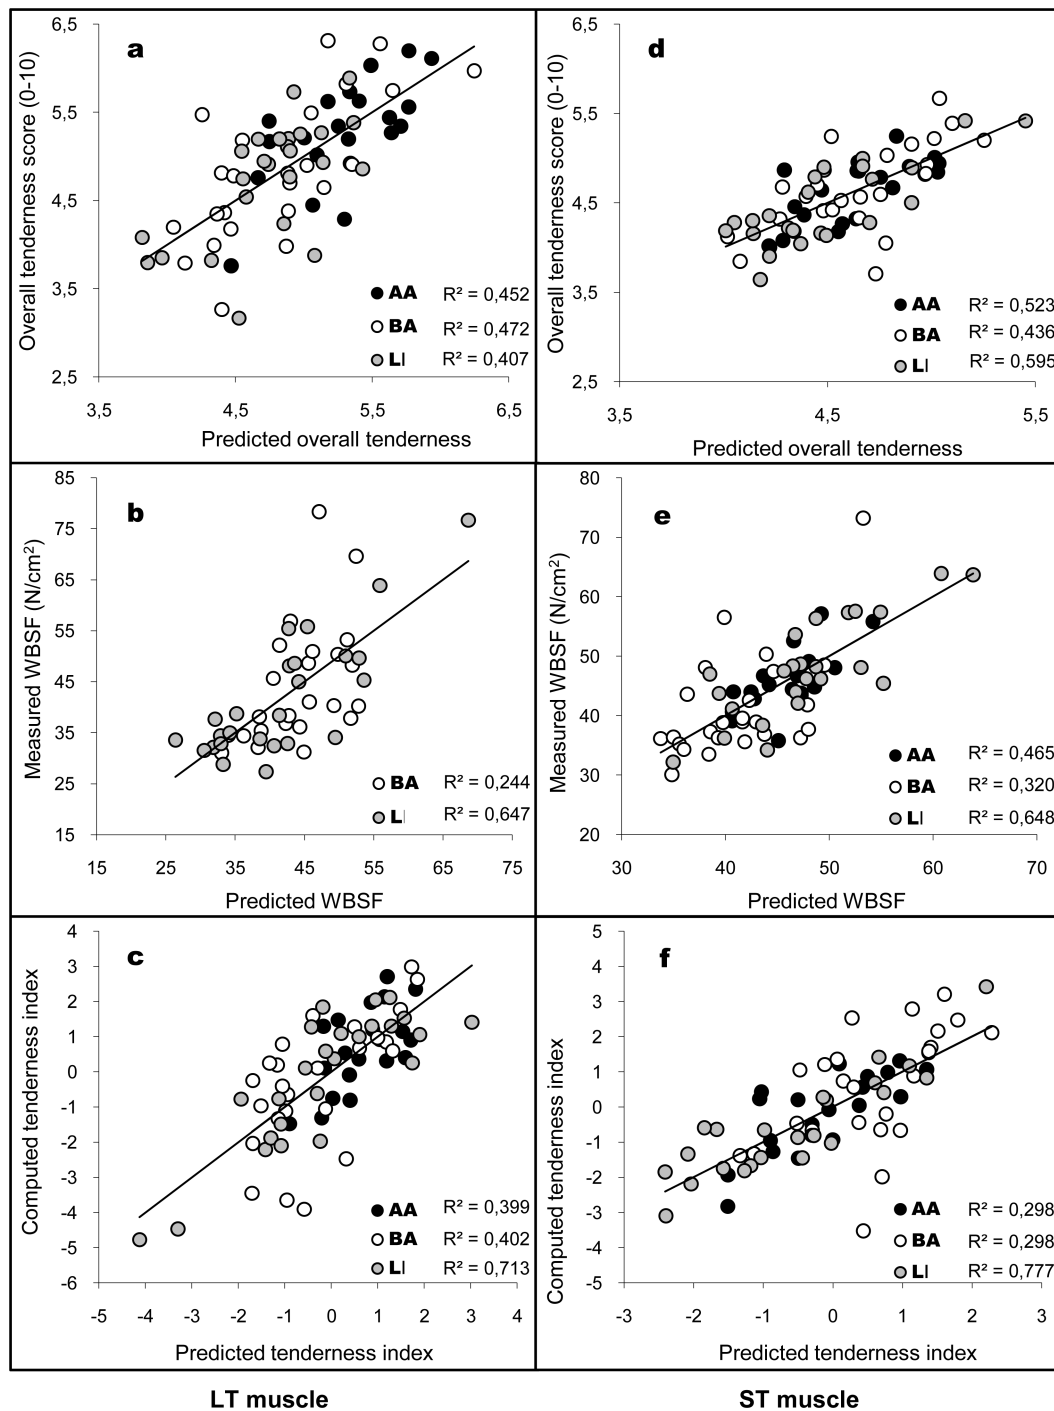 a
Overall tenderness score (0-10)
6,5
5,5
4,5
3,5
2,5
AA R² = 0,452
BA R² = 0,472
LI R² = 0,407
3,5 4,5 5,5 6,5
Predicted overall tenderness
d
Overall tenderness score (0-10)
6,5
5,5
4,5
3,5
2,5
AA R² = 0,523
BA R² = 0,436
LI R² = 0,595
3,5 4,5 5,5
Predicted overall tenderness
b
Measured WBSF (N/cm²)
85
75
65
55
45
35
25
15
BA R² = 0,244
LI R² = 0,647
15 25 35 45 55 65 75
Predicted WBSF
e
Measured WBSF (N/cm²)
80
70
60
50
40
30
20
AA R² = 0,465
BA R² = 0,320
LI R² = 0,648
30 40 50 60 70
Predicted WBSF
c
Computed tenderness index
4
3
2
1
0
-1
-2
-3
-4
-5
-6
AA R² = 0,399
BA R² = 0,402
LI R² = 0,713
-5 -4 -3 -2 -1 0 1 2 3 4
Predicted tenderness index
f
Computed tenderness index
5
4
3
2
1
0
-1
-2
-3
-4
-5
AA R² = 0,298
BA R² = 0,298
LI R² = 0,777
-3 -2 -1 0 1 2 3
Predicted tenderness index
LT muscle
ST muscle